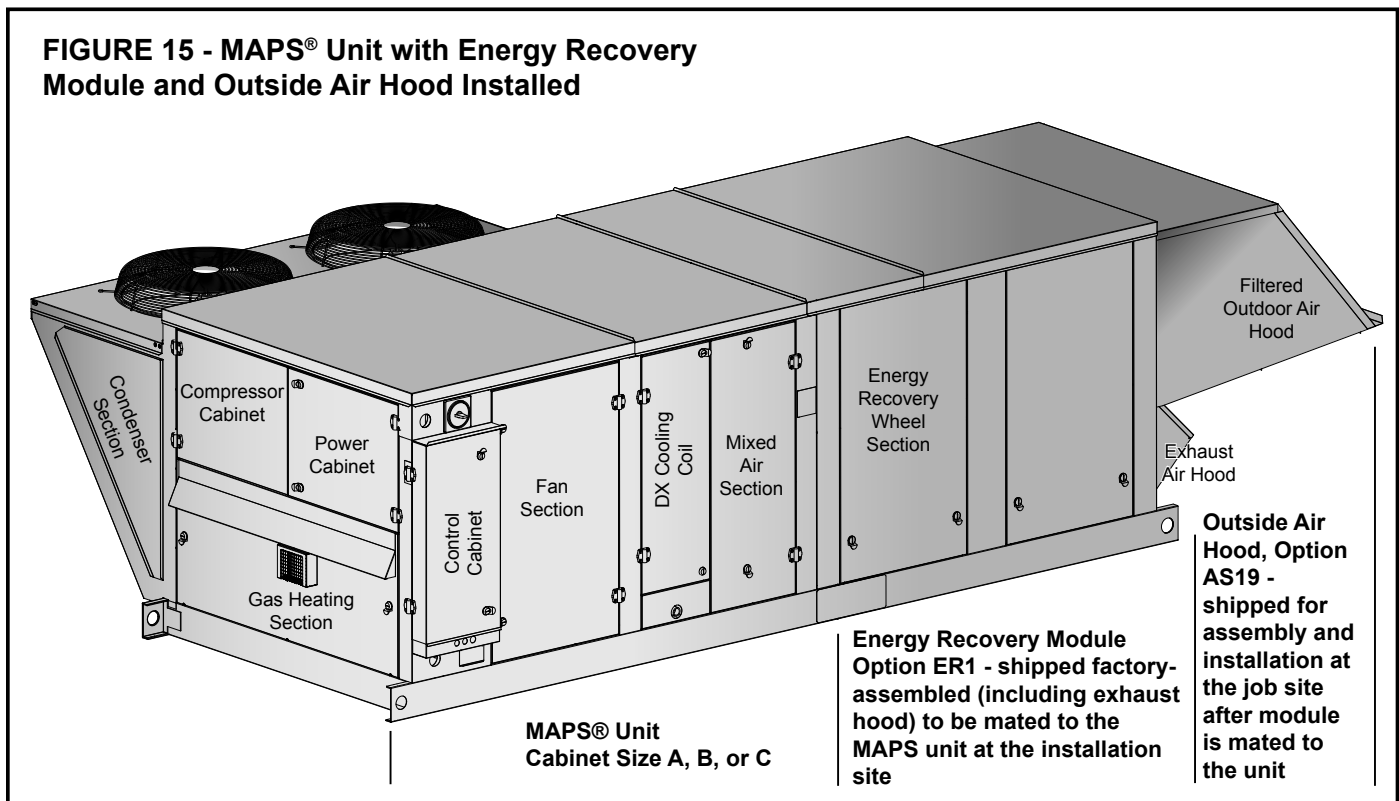 FIGURE 15 - MAPS® Unit with Energy Recovery
Module and Outside Air Hood Installed
Condenser
Section
Compressor
Cabinet
Power
Cabinet
Gas Heating
Section
Control
Cabinet
Fan
Section
DX Cooling
Coil
Mixed
Air
Section
Energy
Recovery
Wheel
Section
Filtered
Outdoor Air
Hood
Exhaust
Air Hood
MAPS® Unit
Cabinet Size A, B, or C
Energy Recovery Module
Option ER1 - shipped factory-
assembled (including exhaust
hood) to be mated to the
MAPS unit at the installation
site
Outside Air
Hood, Option
AS19 -
shipped for
assembly and
installation at
the job site
after module
is mated to
the unit